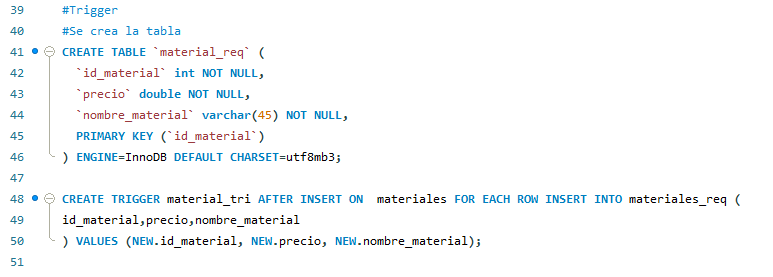 39 #Trigger
40 #Se crea la tabla
41 CREATE TABLE `material_req` (
42 `id_material` int NOT NULL,
43 `precio` double NOT NULL,
44 `nombre_material` varchar(45) NOT NULL,
45 PRIMARY KEY (`id_material`)
46 ) ENGINE=InnoDB DEFAULT CHARSET=utf8mb3;
47
48 CREATE TRIGGER material_tri AFTER INSERT ON  materiales FOR EACH ROW INSERT INTO materiales_req (
49 id_material,precio,nombre_material
50 ) VALUES (NEW.id_material, NEW.precio, NEW.nombre_material);
51